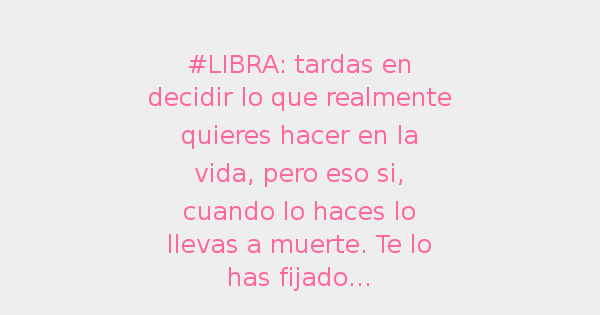 #LIBRA: tardas en
decidir lo que realmente
quieres hacer en la
vida, pero eso si,
cuando lo haces lo
llevas a muerte. Te lo
has fijado...